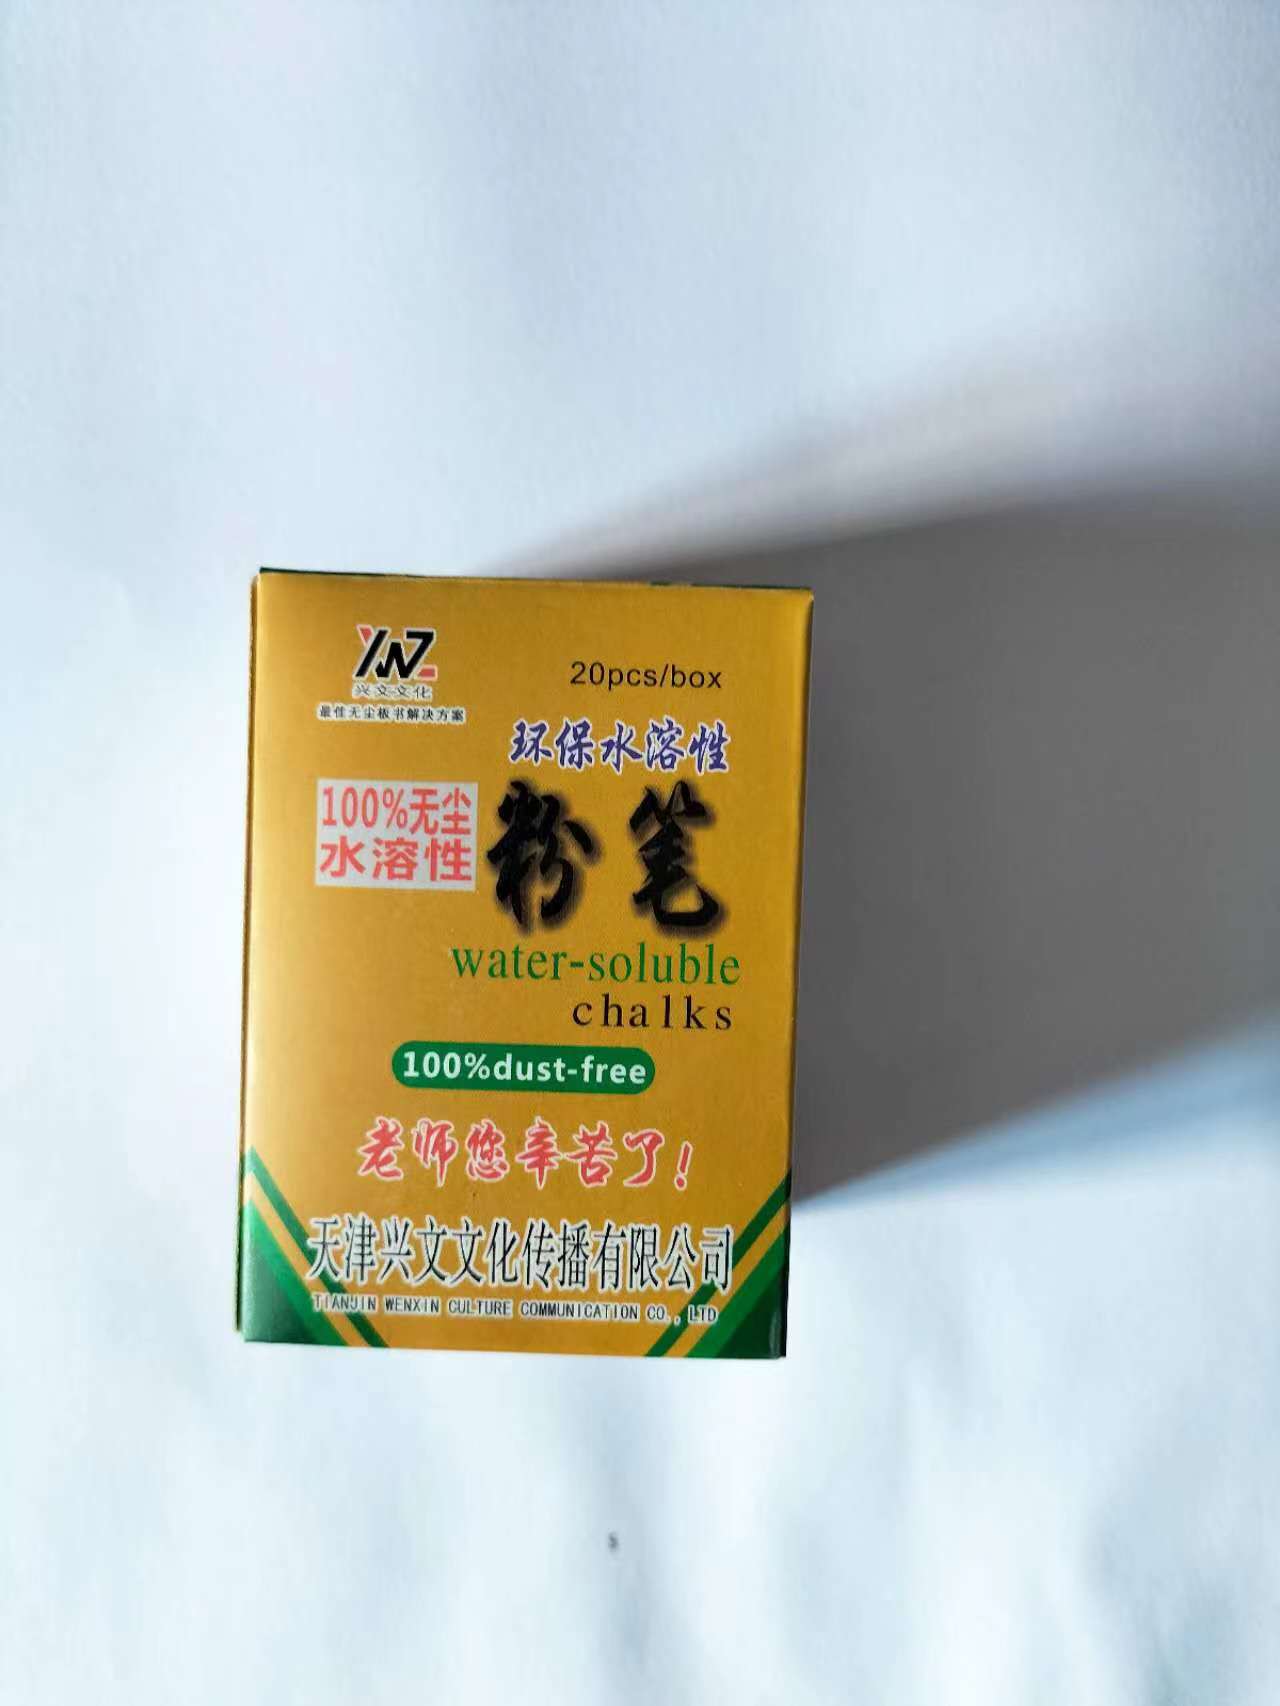 YWZ
兴文文化
最佳无尘板书解决方案
20pcs/box
环保水溶性
100%无尘
水溶性
粉笔
water-soluble
chalks
100%dust-free
老师您辛苦了!
天津兴文文化传播有限公司
TIANJIN WENXIN CULTURE COMMUNICATION CO., LTD